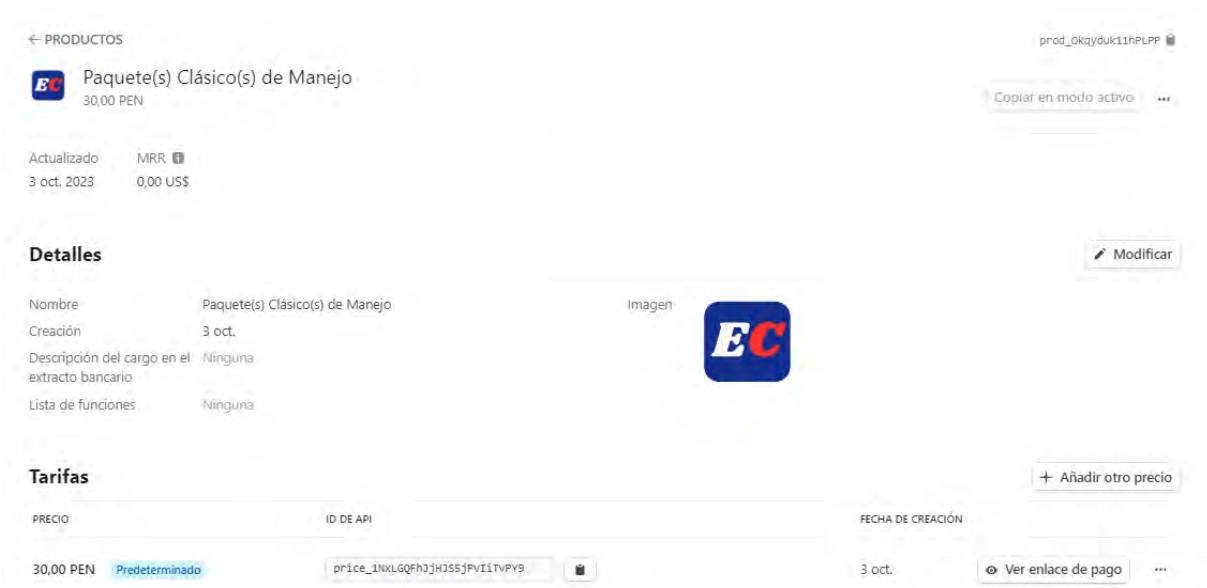 ← PRODUCTOS
prod_Okqyduk11hPLPP
EC
Paquete(s) Clásico(s) de Manejo
30,00 PEN
Copiar en modo activo
Actualizado MRR
3 oct. 2023 0,00 US$
Detalles
Modificar
Nombre Paquete(s) Clásico(s) de Manejo Imagen
EC
Creación 3 oct.
Descripción del cargo en el extracto bancario Ninguna
Lista de funciones Ninguna
Tarifas
+ Añadir otro precio
PRECIO ID DE API FECHA DE CREACIÓN
30,00 PEN Predeterminado price_1NXLGQFhJjHJS5jPVIiTVPY9 3 oct. Ver enlace de pago